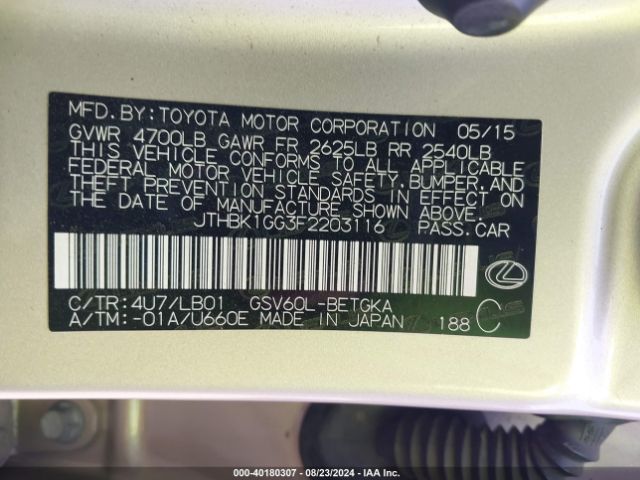 MFD. BY: TOYOTA MOTOR CORPORATION 05/15
GVWR 4700LB GAWR FR 2625LB RR 2540LB
THIS VEHICLE CONFORMS TO ALL APPLICABLE
FEDERAL MOTOR VEHICLE SAFETY, BUMPER, AND
THEFT PREVENTION STANDARDS IN EFFECT ON
THE DATE OF MANUFACTURE SHOWN ABOVE.
JTHBK1GG3F2203116 PASS. CAR
C/TR: 4U7/LB01 GSV60L-BETGKA
A/TM: -01A/U660E MADE IN JAPAN 188 C
000-40180307 - 08/23/2024 - IAA Inc.